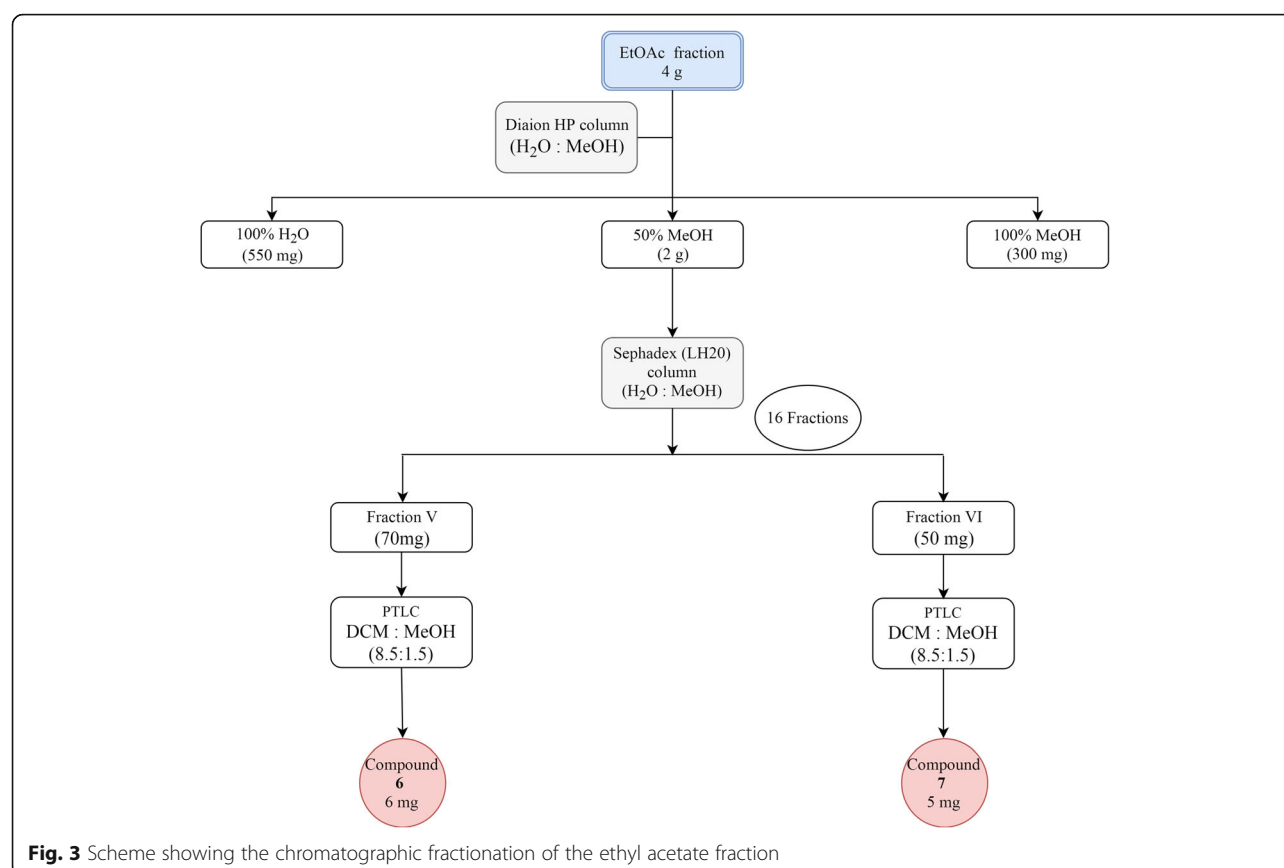 EtOAc fraction
4 g
Diaion HP column
(H₂O : MeOH)
100% H₂O
(550 mg)
50% MeOH
(2 g)
100% MeOH
(300 mg)
Sephadex (LH20)
column
(H₂O : MeOH)
16 Fractions
Fraction V
(70mg)
Fraction VI
(50 mg)
PTLC
DCM : MeOH
(8.5:1.5)
PTLC
DCM : MeOH
(8.5:1.5)
Compound
6
6 mg
Compound
7
5 mg
Fig. 3 Scheme showing the chromatographic fractionation of the ethyl acetate fraction